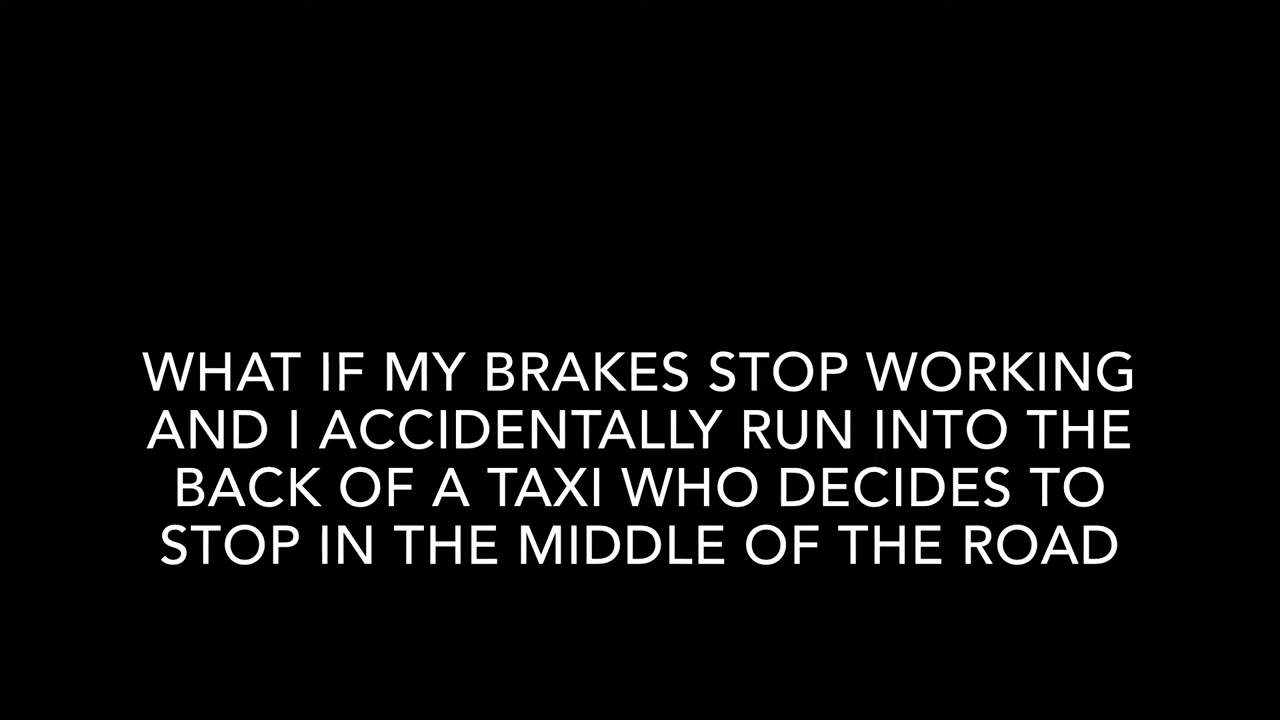 WHAT IF MY BRAKES STOP WORKING
AND I ACCIDENTALLY RUN INTO THE
BACK OF A TAXI WHO DECIDES TO
STOP IN THE MIDDLE OF THE ROAD